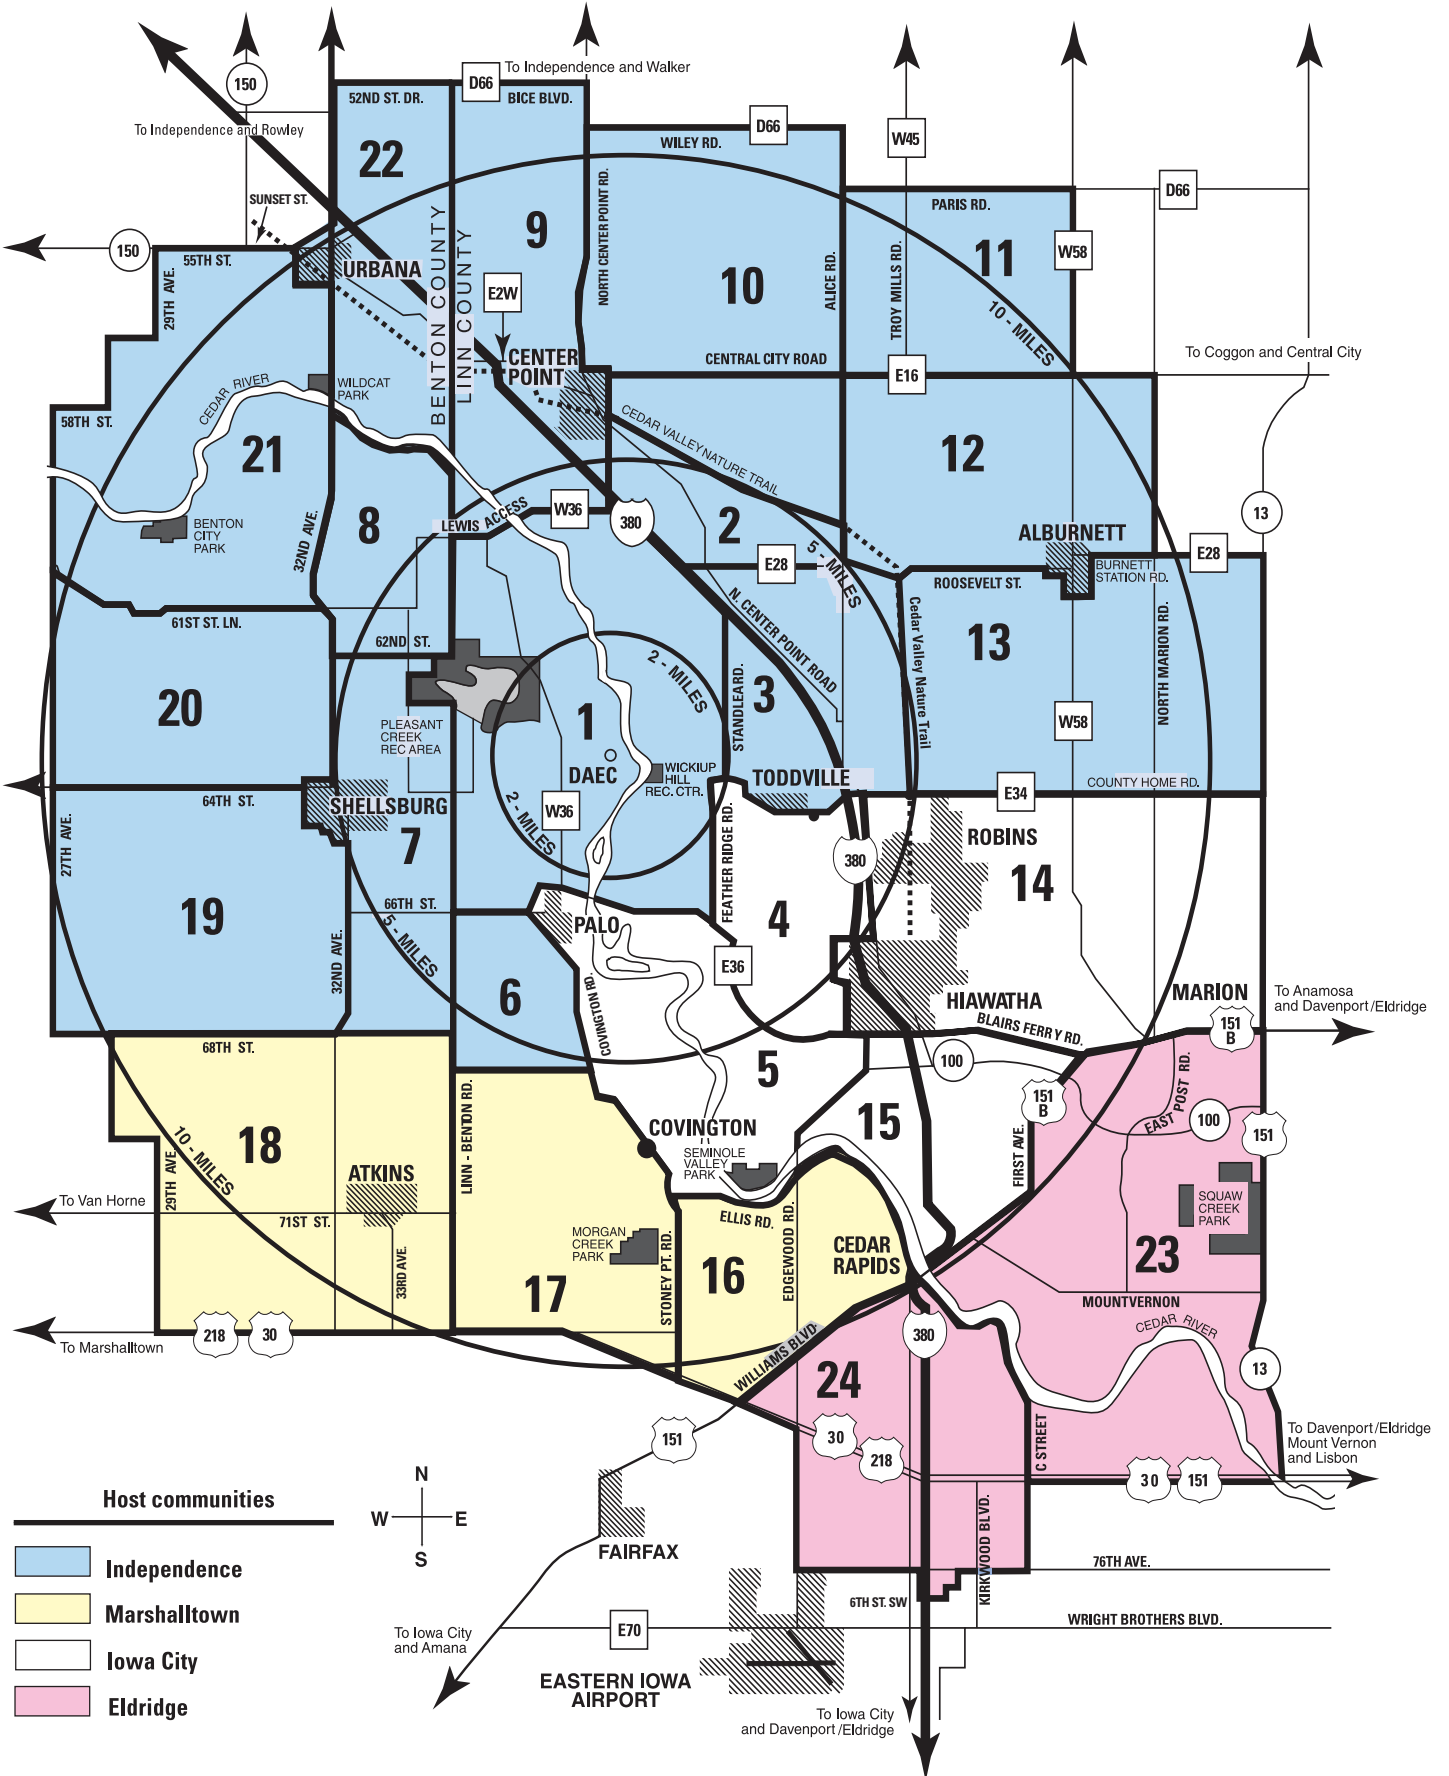 To Independence and Walker
D66
150
52ND ST. DR.
BICE BLVD.
To Independence and Rowley
22
WILEY RD.
D66
W45
SUNSET ST.
NORTH CENTER POINT RD.
D66
PARIS RD.
150
55TH ST.
29TH AVE.
URBANA
BENTON COUNTY
LINN COUNTY
9
10
ALICE RD.
TROY MILLS RD.
11
W58
E2W
10 - MILES
CENTER
POINT
CENTRAL CITY ROAD
E16
To Coggon and Central City
CEDAR RIVER
WILDCAT
PARK
58TH ST.
21
CEDAR VALLEY NATURE TRAIL
12
BENTON
CITY
PARK
32ND AVE.
8
LEWIS ACCESS
W36
380
2
13
ALBURNETT
E28
5 - MILES
E28
BURNETT
STATION RD.
ROOSEVELT ST.
61ST ST. LN.
62ND ST.
N. CENTER POINT ROAD
Cedar Valley Nature Trail
13
NORTH MARION RD.
2 - MILES
20
PLEASANT
CREEK
REC AREA
1
STANDLEARD.
3
W58
DAEC
WICKIUP
HILL
REC. CTR.
TODDVILLE
COUNTY HOME RD.
64TH ST.
SHELLSBURG
2 - MILES
W36
E34
27TH AVE.
7
FEATHER RIDGE RD.
380
ROBINS
14
19
66TH ST.
5 - MILES
32ND AVE.
PALO
4
E36
6
COVINGTON RD.
HIAWATHA
MARION
To Anamosa
and Davenport/Eldridge
BLAIRS FERRY RD.
151
B
68TH ST.
5
100
LINN - BENTON RD.
151
B
EAST POST RD.
100
151
18
10 - MILES
COVINGTON
15
SEMINOLE
VALLEY
PARK
FIRST AVE.
29TH AVE.
ATKINS
To Van Horne
71ST ST.
ELLIS RD.
SQUAW
CREEK
PARK
MORGAN
CREEK
PARK
STONEY PT. RD.
EDGEWOOD RD.
CEDAR
RAPIDS
33RD AVE.
17
16
23
MOUNTVERNON
218
30
To Marshalltown
380
CEDAR RIVER
WILLIAMS BLVD.
24
13
151
30
218
C STREET
To Davenport/Eldridge
Mount Vernon
and Lisbon
30
151
Host communities
N
W
E
S
KIRKWOOD BLVD.
FAIRFAX
76TH AVE.
Independence
6TH ST. SW
Marshalltown
WRIGHT BROTHERS BLVD.
To Iowa City
and Amana
E70
Iowa City
EASTERN IOWA
AIRPORT
Eldridge
To Iowa City
and Davenport/Eldridge